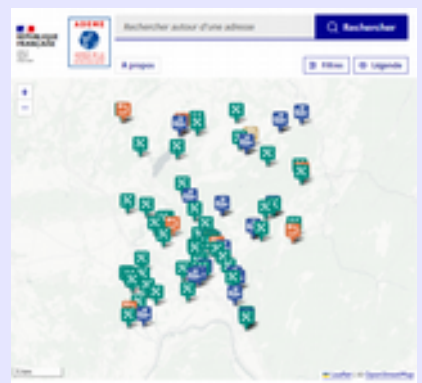 RÉPUBLIQUE
FRANÇAISE
ADEME
Rechercher autour d'une adresse
Rechercher
À propos
Filtres
Légende
+
−
Leaflet | © OpenStreetMap